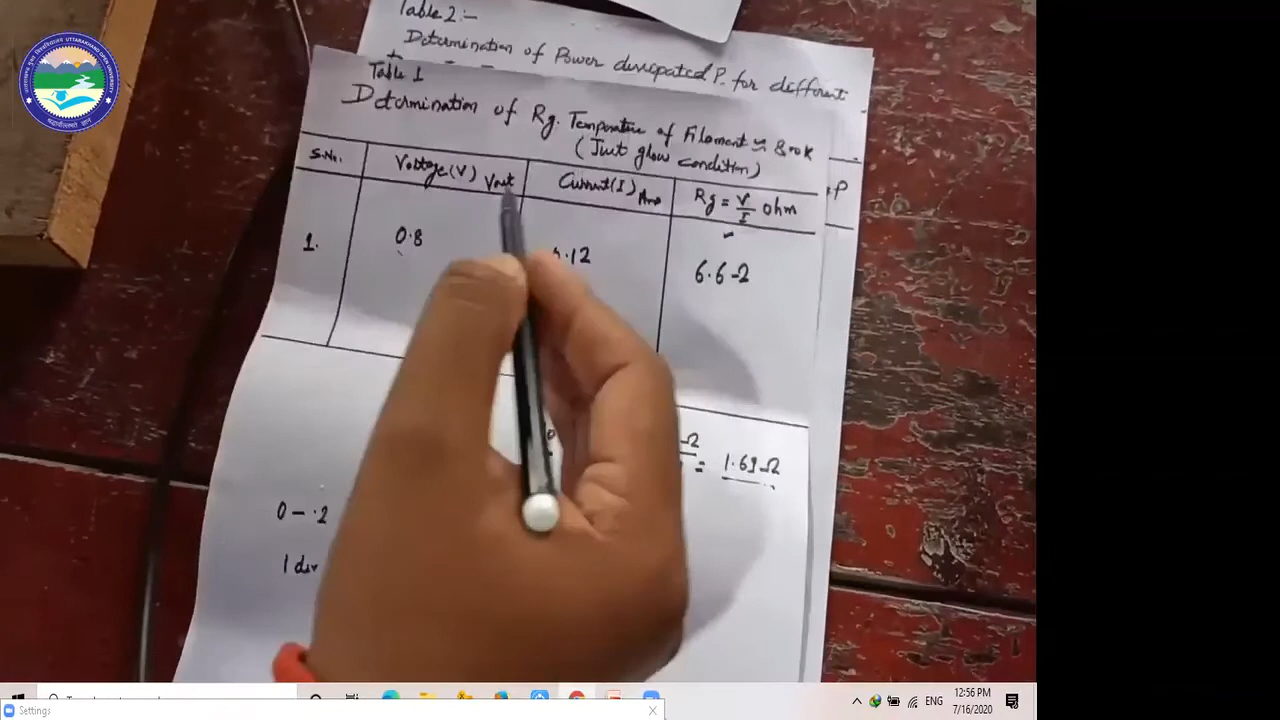 Table 2:-
Determination of Power dissipated P. for different
Table 1
Determination of Rg. Temperature of Filament ≈ 800K
(Just glow condition)
S.No. Voltage(V) Volt Current(I) Amp Rg = V/I Ohm
P
1. 0.8 .12 6.6 Ω
Ω = 1.69 Ω
0 – .2
1 div
ENG
12:56 PM
7/16/2020
Settings